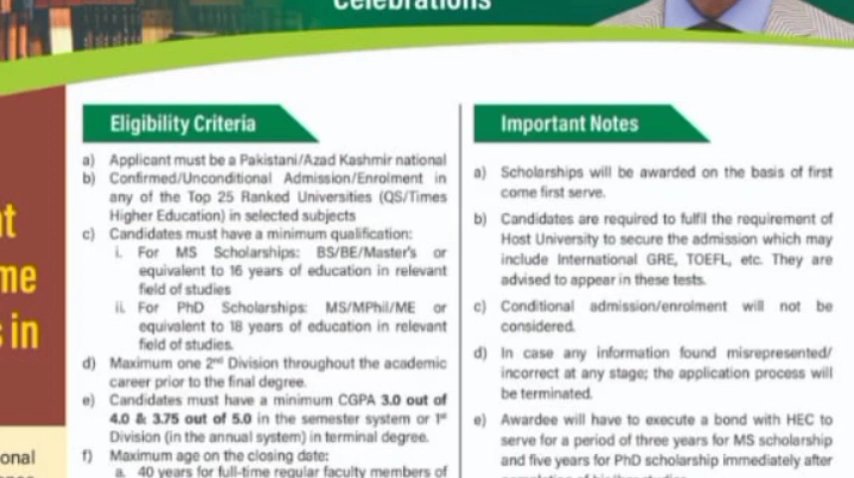 Celebrations
Eligibility Criteria
a) Applicant must be a Pakistani/Azad Kashmir national
b) Confirmed/Unconditional Admission/Enrolment in
any of the Top 25 Ranked Universities (QS/Times
Higher Education) in selected subjects
c) Candidates must have a minimum qualification:
i. For MS Scholarships: BS/BE/Master's or
equivalent to 16 years of education in relevant
field of studies
ii. For PhD Scholarships: MS/MPhil/ME or
equivalent to 18 years of education in relevant
field of studies.
d) Maximum one 2nd Division throughout the academic
career prior to the final degree.
e) Candidates must have a minimum CGPA 3.0 out of
4.0 & 3.75 out of 5.0 in the semester system or 1st
Division (in the annual system) in terminal degree.
f) Maximum age on the closing date:
a. 40 years for full-time regular faculty members of
Important Notes
a) Scholarships will be awarded on the basis of first
come first serve.
b) Candidates are required to fulfil the requirement of
Host University to secure the admission which may
include International GRE, TOEFL, etc. They are
advised to appear in these tests.
c) Conditional admission/enrolment will not be
considered.
d) In case any information found misrepresented/
incorrect at any stage; the application process will
be terminated.
e) Awardee will have to execute a bond with HEC to
serve for a period of three years for MS scholarship
and five years for PhD scholarship immediately after
me
in
onal